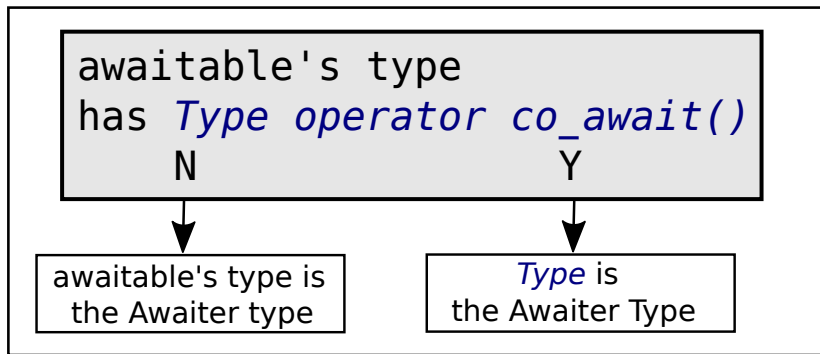 awaitable's type
has Type operator co_await()
N Y
awaitable's type is
the Awaiter type
Type is
the Awaiter Type